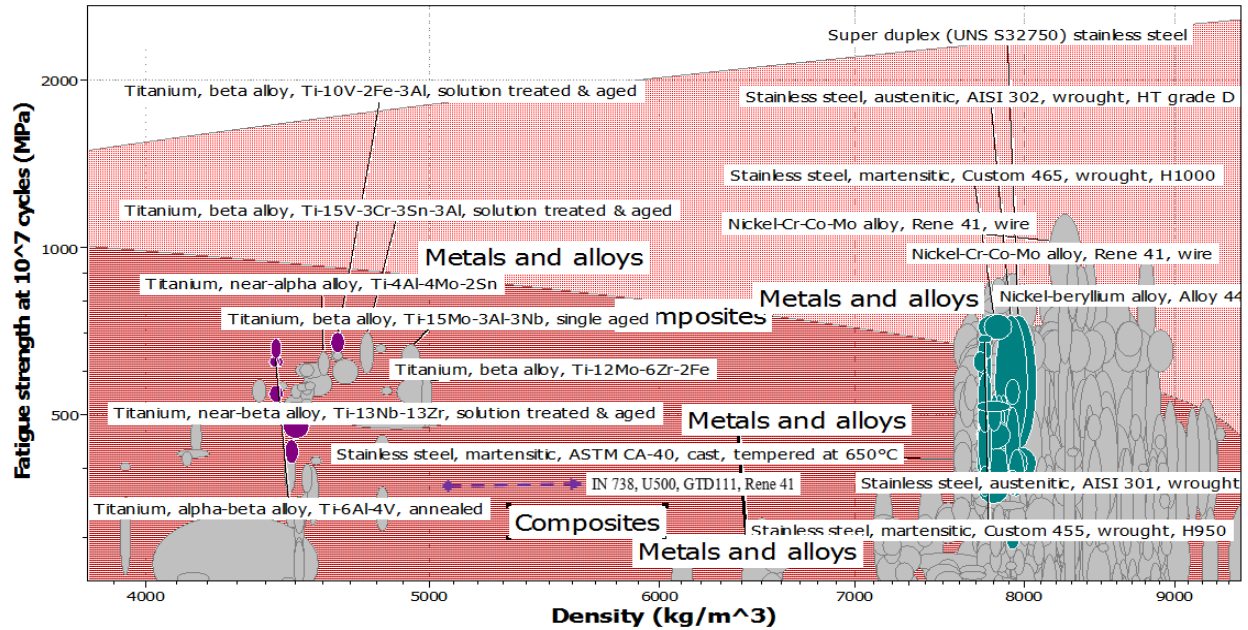 Super duplex (UNS S32750) stainless steel
2000
Titanium, beta alloy, Ti-10V-2Fe-3Al, solution treated & aged
Stainless steel, austenitic, AISI 302, wrought, HT grade D
Stainless steel, martensitic, Custom 465, wrought, H1000
Titanium, beta alloy, Ti-15V-3Cr-3Sn-3Al, solution treated & aged
Nickel-Cr-Co-Mo alloy, Rene 41, wire
1000
Metals and alloys
Nickel-Cr-Co-Mo alloy, Rene 41, wire
Titanium, near-alpha alloy, Ti-4Al-4Mo-2Sn
Metals and alloys
Nickel-beryllium alloy, Alloy 44
Titanium, beta alloy, Ti-15Mo-3Al-3Nb, single aged
mposites
Titanium, beta alloy, Ti-12Mo-6Zr-2Fe
500
Titanium, near-beta alloy, Ti-13Nb-13Zr, solution treated & aged
Metals and alloys
Stainless steel, martensitic, ASTM CA-40, cast, tempered at 650°C
IN 738, U500, GTD111, Rene 41
Stainless steel, austenitic, AISI 301, wrought
Titanium, alpha-beta alloy, Ti-6Al-4V, annealed
Composites
Stainless steel, martensitic, Custom 455, wrought, H950
Metals and alloys
Fatigue strength at 10^7 cycles (MPa)
4000
5000
6000
7000
8000
9000
Density (kg/m^3)